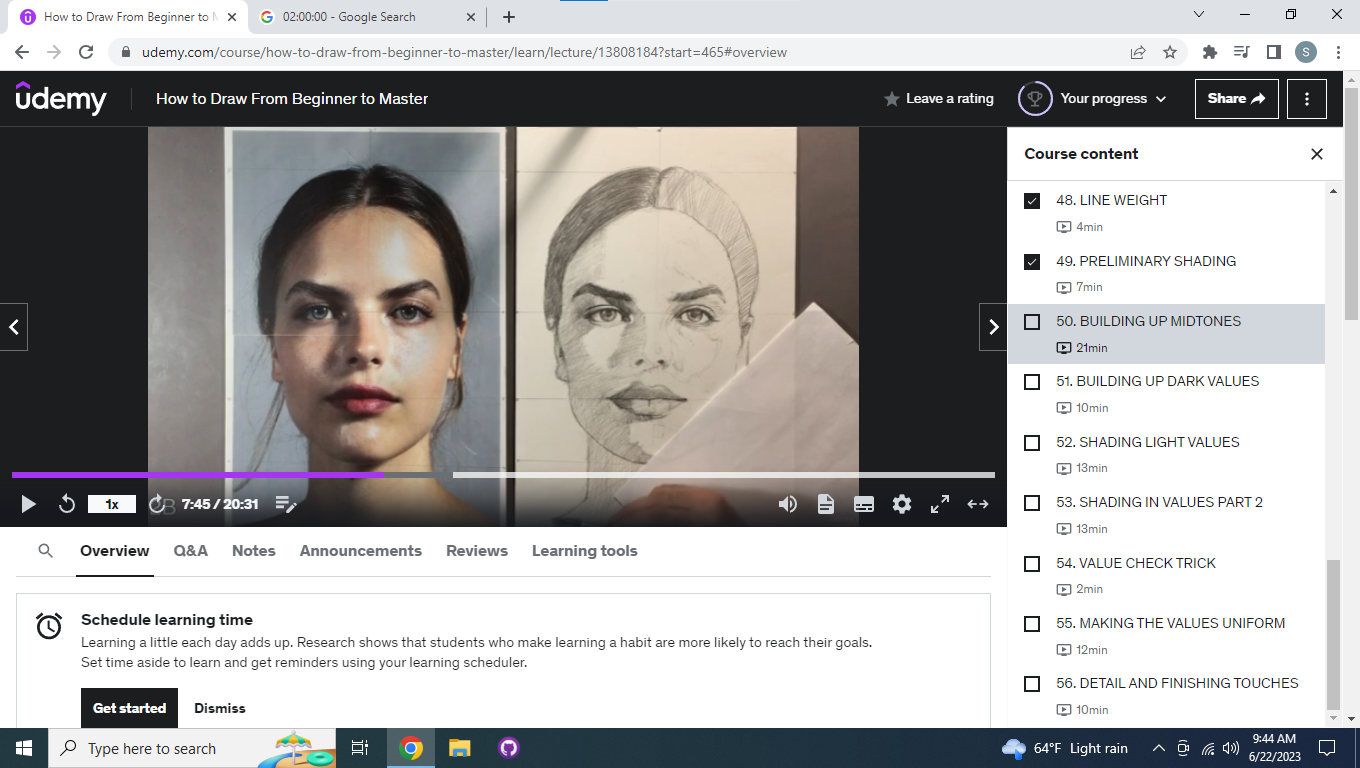 How to Draw From Beginner to M
02:00:00 - Google Search
udemy.com/course/how-to-draw-from-beginner-to-master/learn/lecture/13808184?start=465#overview
S
udemy
How to Draw From Beginner to Master
Leave a rating
Your progress
Share
Course content
48. LINE WEIGHT
4min
49. PRELIMINARY SHADING
7min
50. BUILDING UP MIDTONES
21min
51. BUILDING UP DARK VALUES
10min
52. SHADING LIGHT VALUES
13min
53. SHADING IN VALUES PART 2
13min
54. VALUE CHECK TRICK
2min
55. MAKING THE VALUES UNIFORM
12min
56. DETAIL AND FINISHING TOUCHES
10min
1x
7:45 / 20:31
Overview
Q&A
Notes
Announcements
Reviews
Learning tools
Schedule learning time
Learning a little each day adds up. Research shows that students who make learning a habit are more likely to reach their goals.
Set time aside to learn and get reminders using your learning scheduler.
Get started
Dismiss
Type here to search
64°F Light rain
9:44 AM
6/22/2023